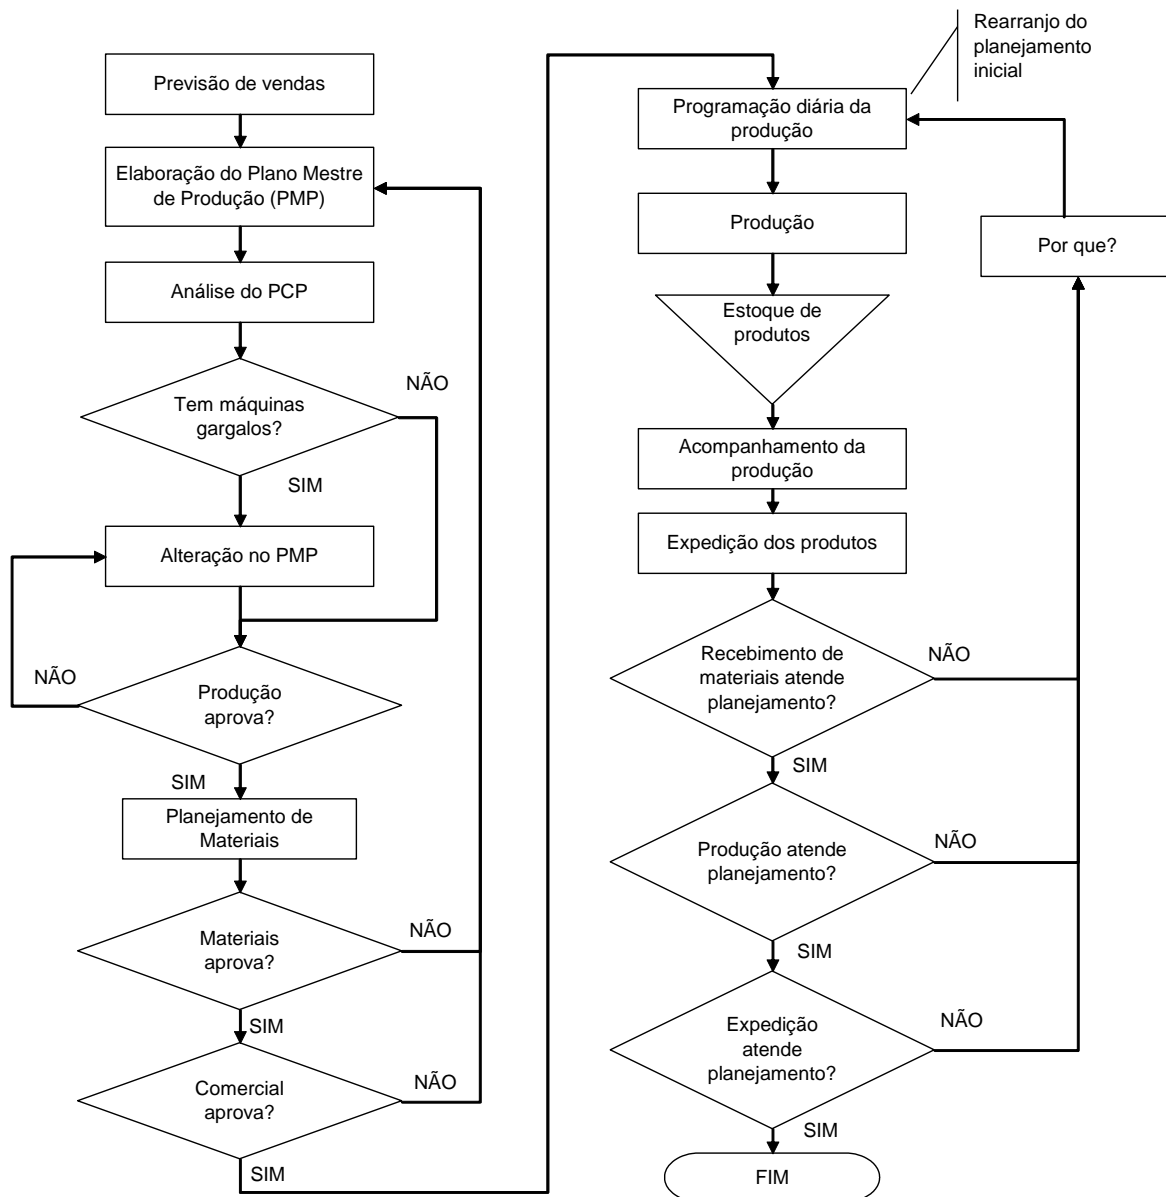 Previsão de vendas
Elaboração do Plano Mestre
de Produção (PMP)
Análise do PCP
NÃO
Tem máquinas
gargalos?
SIM
Alteração no PMP
NÃO
Produção
aprova?
SIM
Planejamento de
Materiais
Materiais
aprova?
NÃO
SIM
Comercial
aprova?
NÃO
SIM
Rearranjo do
planejamento
inicial
Programação diária da
produção
Produção
Por que?
Estoque de
produtos
Acompanhamento da
produção
Expedição dos produtos
Recebimento de
materiais atende
planejamento?
NÃO
SIM
Produção atende
planejamento?
NÃO
SIM
Expedição
atende
planejamento?
NÃO
SIM
FIM